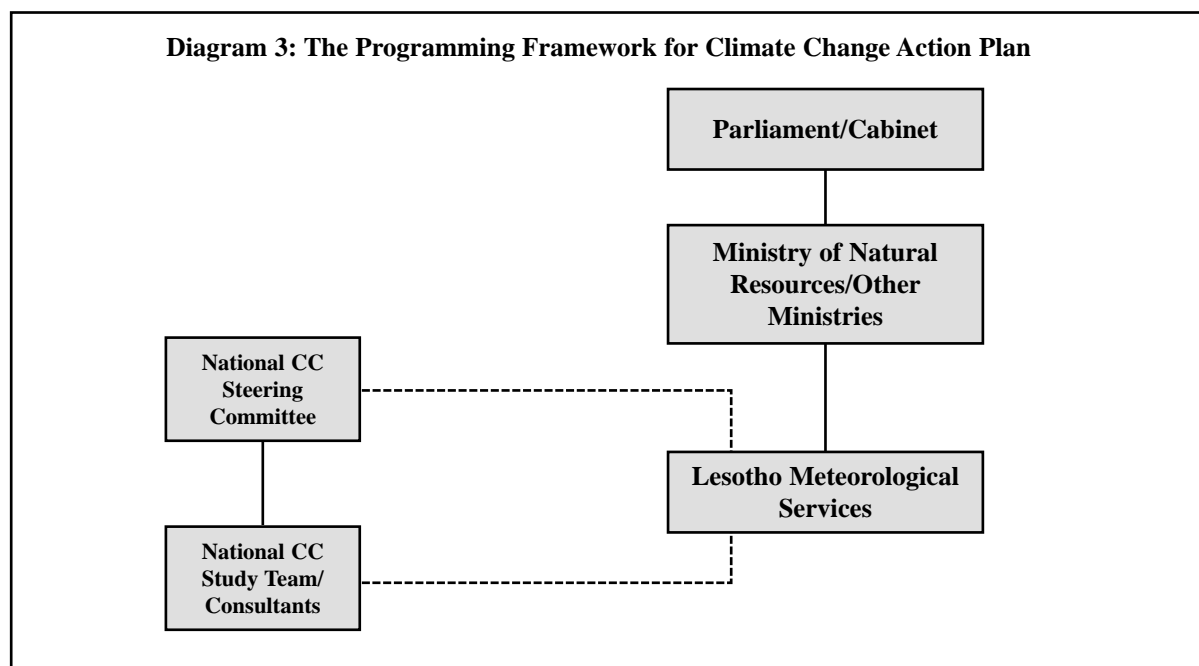 Diagram 3: The Programming Framework for Climate Change Action Plan
Parliament/Cabinet
Ministry of Natural
Resources/Other
Ministries
National CC
Steering
Committee
Lesotho Meteorological
Services
National CC
Study Team/
Consultants